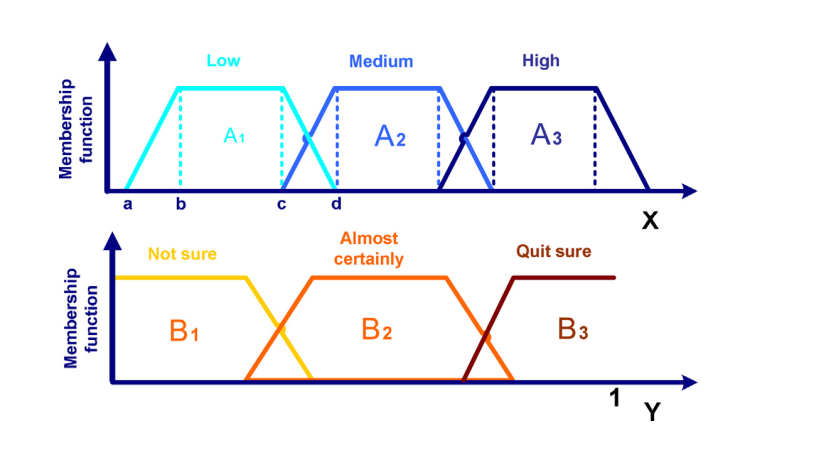 Low
Medium
High
Membership
function
A1
A2
A3
a
b
c
d
X
Not sure
Almost
certainly
Quit sure
Membership
function
B1
B2
B3
1
Y